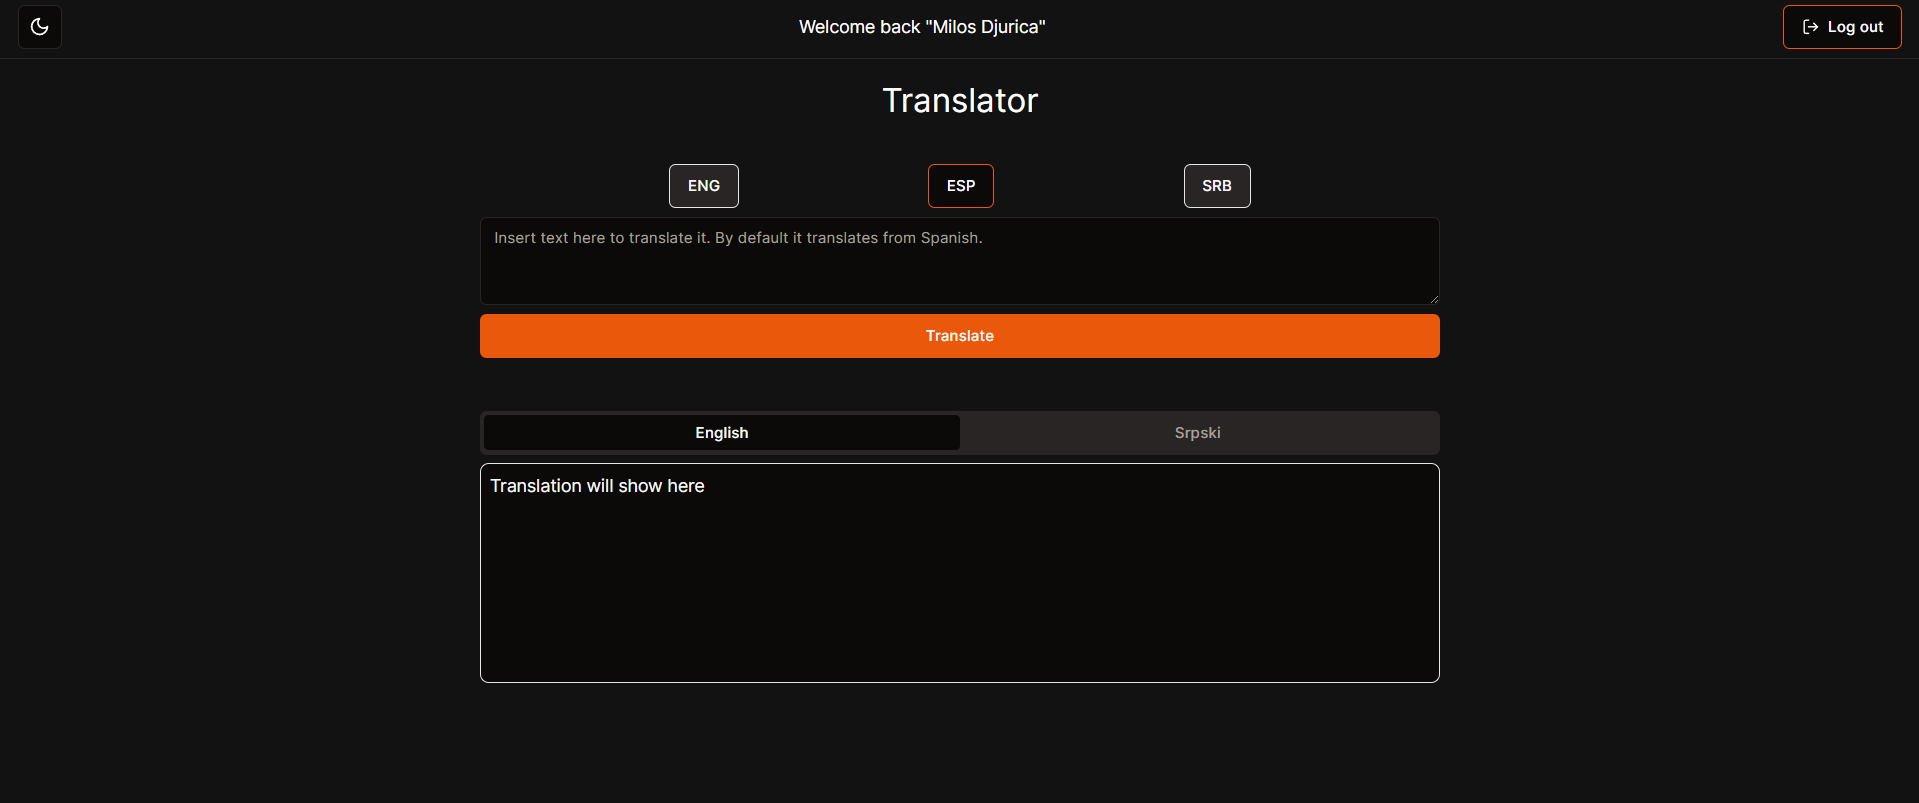 Welcome back "Milos Djurica"
Log out
Translator
ENG
ESP
SRB
Insert text here to translate it. By default it translates from Spanish.
Translate
English
Srpski
Translation will show here